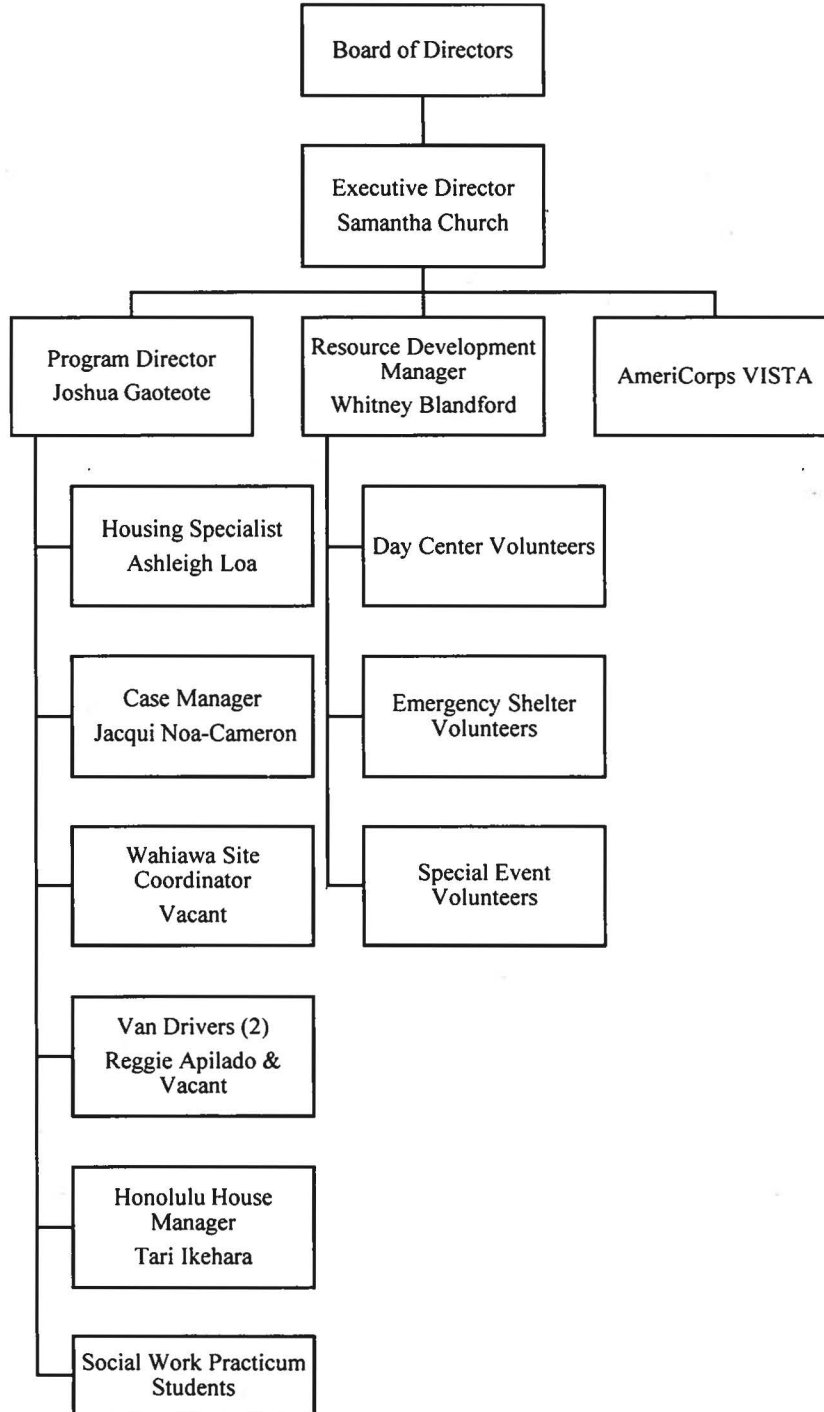 Board of Directors
Executive Director
Samantha Church
Program Director
Joshua Gaoteote
Resource Development
Manager
Whitney Blandford
AmeriCorps VISTA
Housing Specialist
Ashleigh Loa
Day Center Volunteers
Case Manager
Jacqui Noa-Cameron
Emergency Shelter
Volunteers
Wahiawa Site
Coordinator
Vacant
Special Event
Volunteers
Van Drivers (2)
Reggie Apilado &
Vacant
Honolulu House
Manager
Tari Ikehara
Social Work Practicum
Students